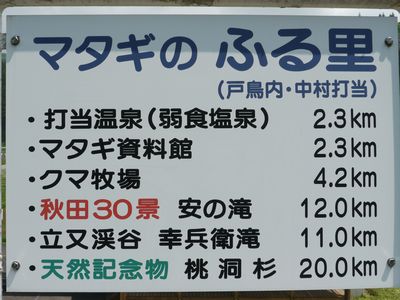 マタギの ふる里
(戸鳥内・中村打当)
・打当温泉(弱食塩泉) 2.3km
・マタギ資料館 2.3km
・クマ牧場 4.2km
・秋田30景 安の滝 12.0km
・立又渓谷 幸兵衛滝 11.0km
・天然記念物 桃洞杉 20.0km